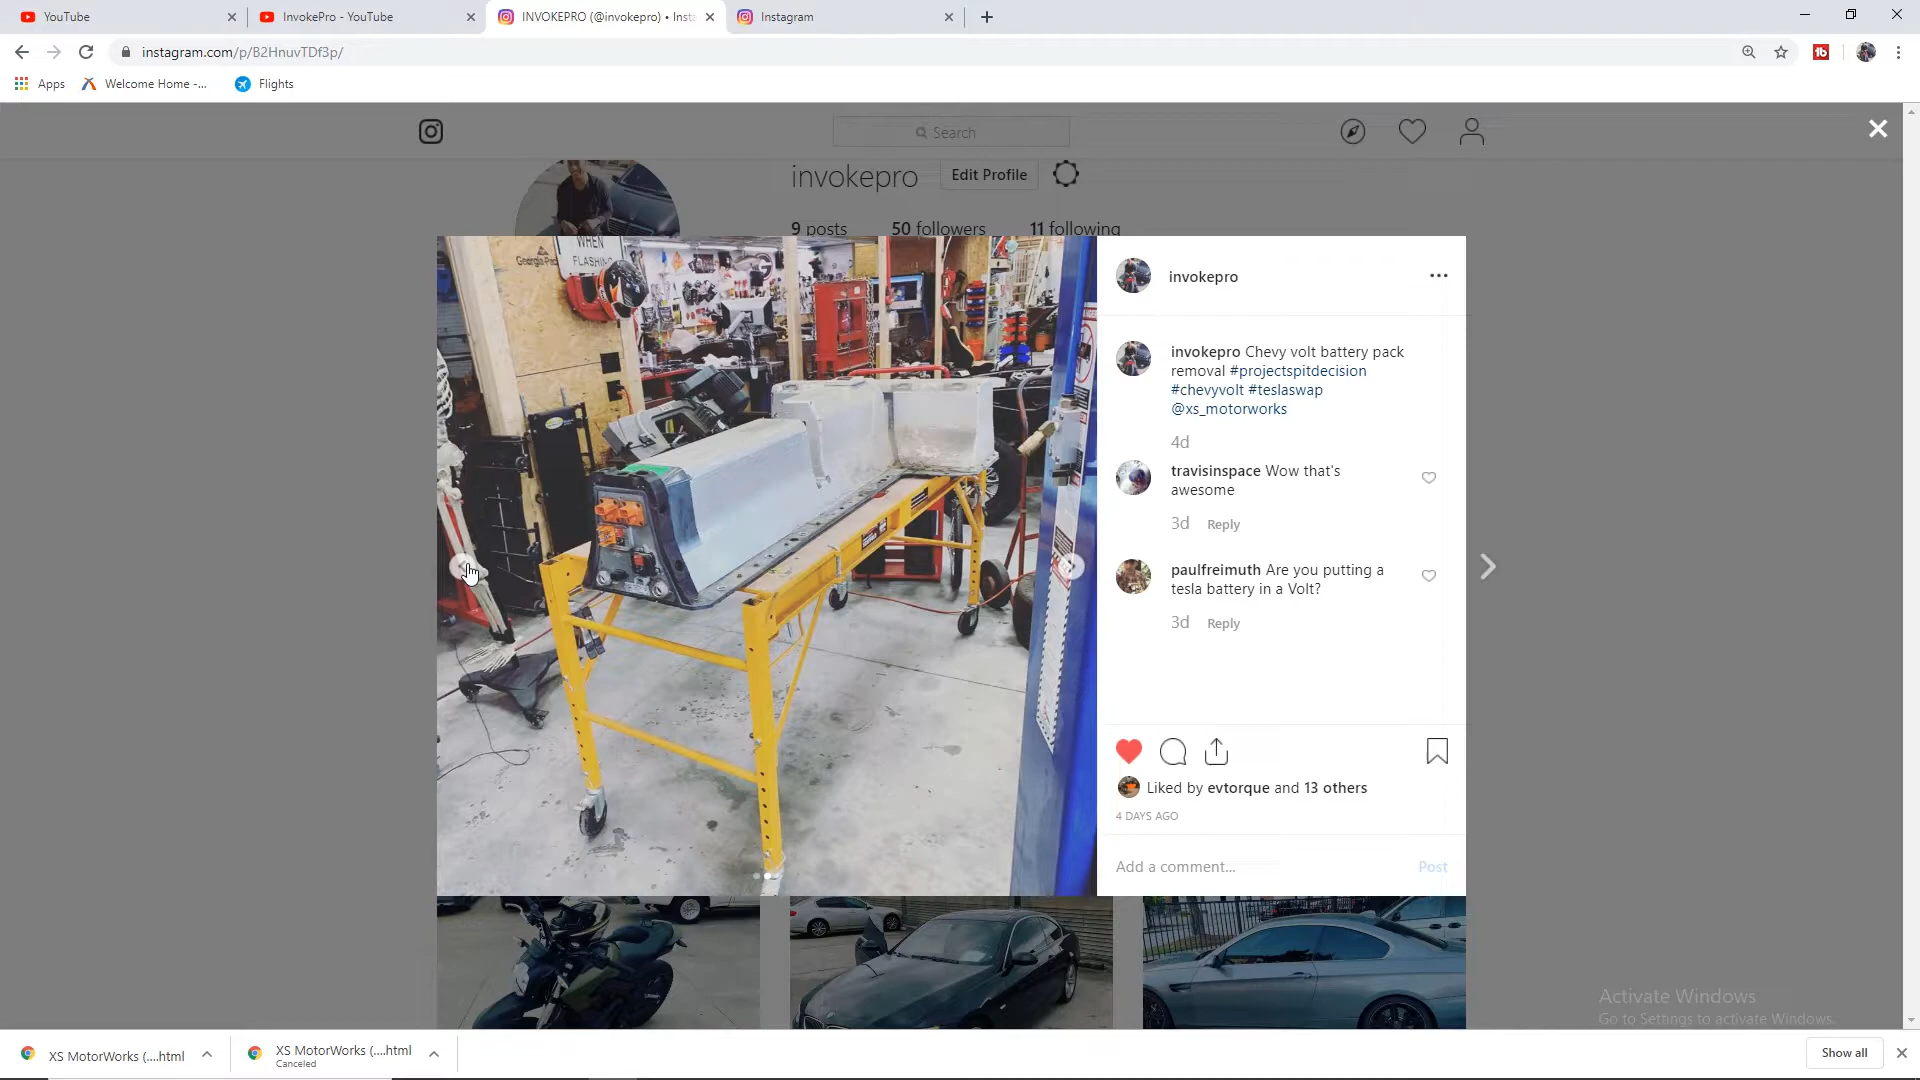 YouTube
InvokePro - YouTube
INVOKEPRO (@invokepro) • Insta
Instagram
instagram.com/p/B2HnuvTDf3p/
Apps
Welcome Home -...
Flights
Search
invokepro
Edit Profile
9 posts
50 followers
11 following
WHEN
FLASHING
invokepro
invokepro Chevy volt battery pack
removal #projectspitdecision
#chevyvolt #teslaswap
@xs_motorworks
4d
travisinspace Wow that's
awesome
3d Reply
paulfreimuth Are you putting a
tesla battery in a Volt?
3d Reply
Liked by evtorque and 13 others
4 DAYS AGO
Add a comment...
Post
Activate Windows
Go to Settings to activate Windows.
XS MotorWorks (....html
XS MotorWorks (....html
Canceled
Show all